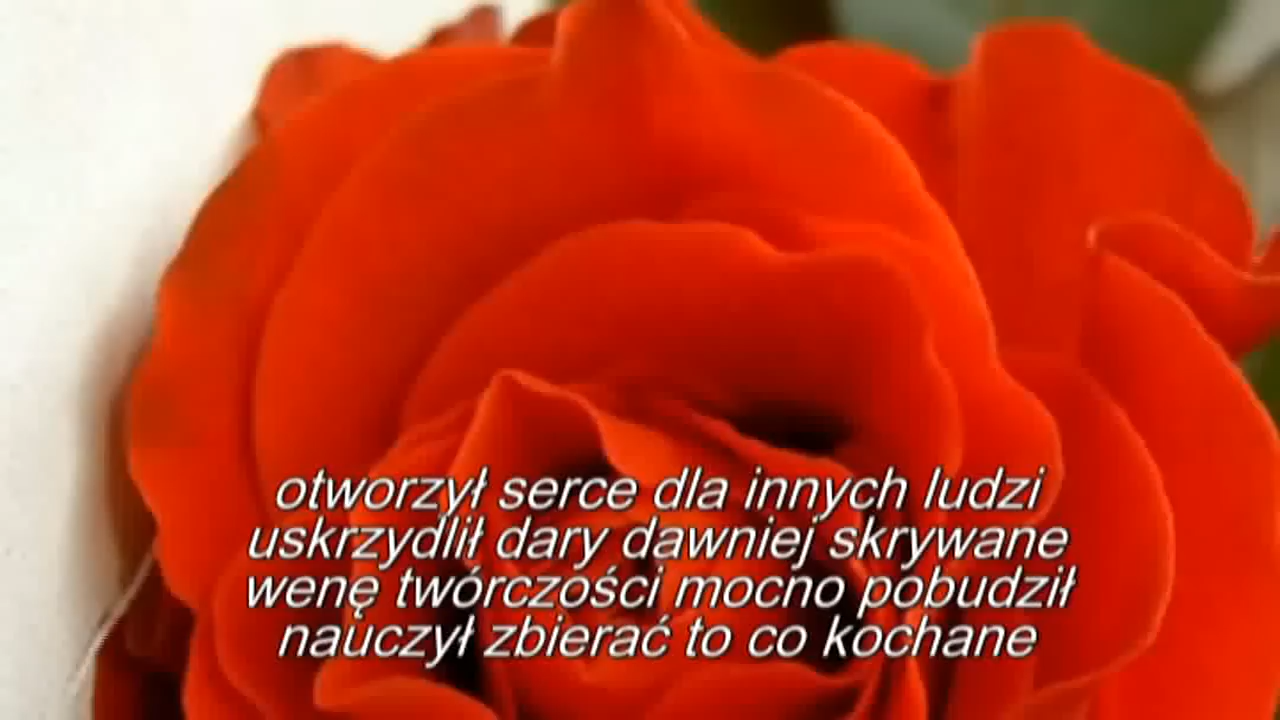 otworzył serce dla innych ludzi
uskrzydlił dary dawniej skrywane
wenę twórczości mocno pobudził
nauczył zbierać to co kochane